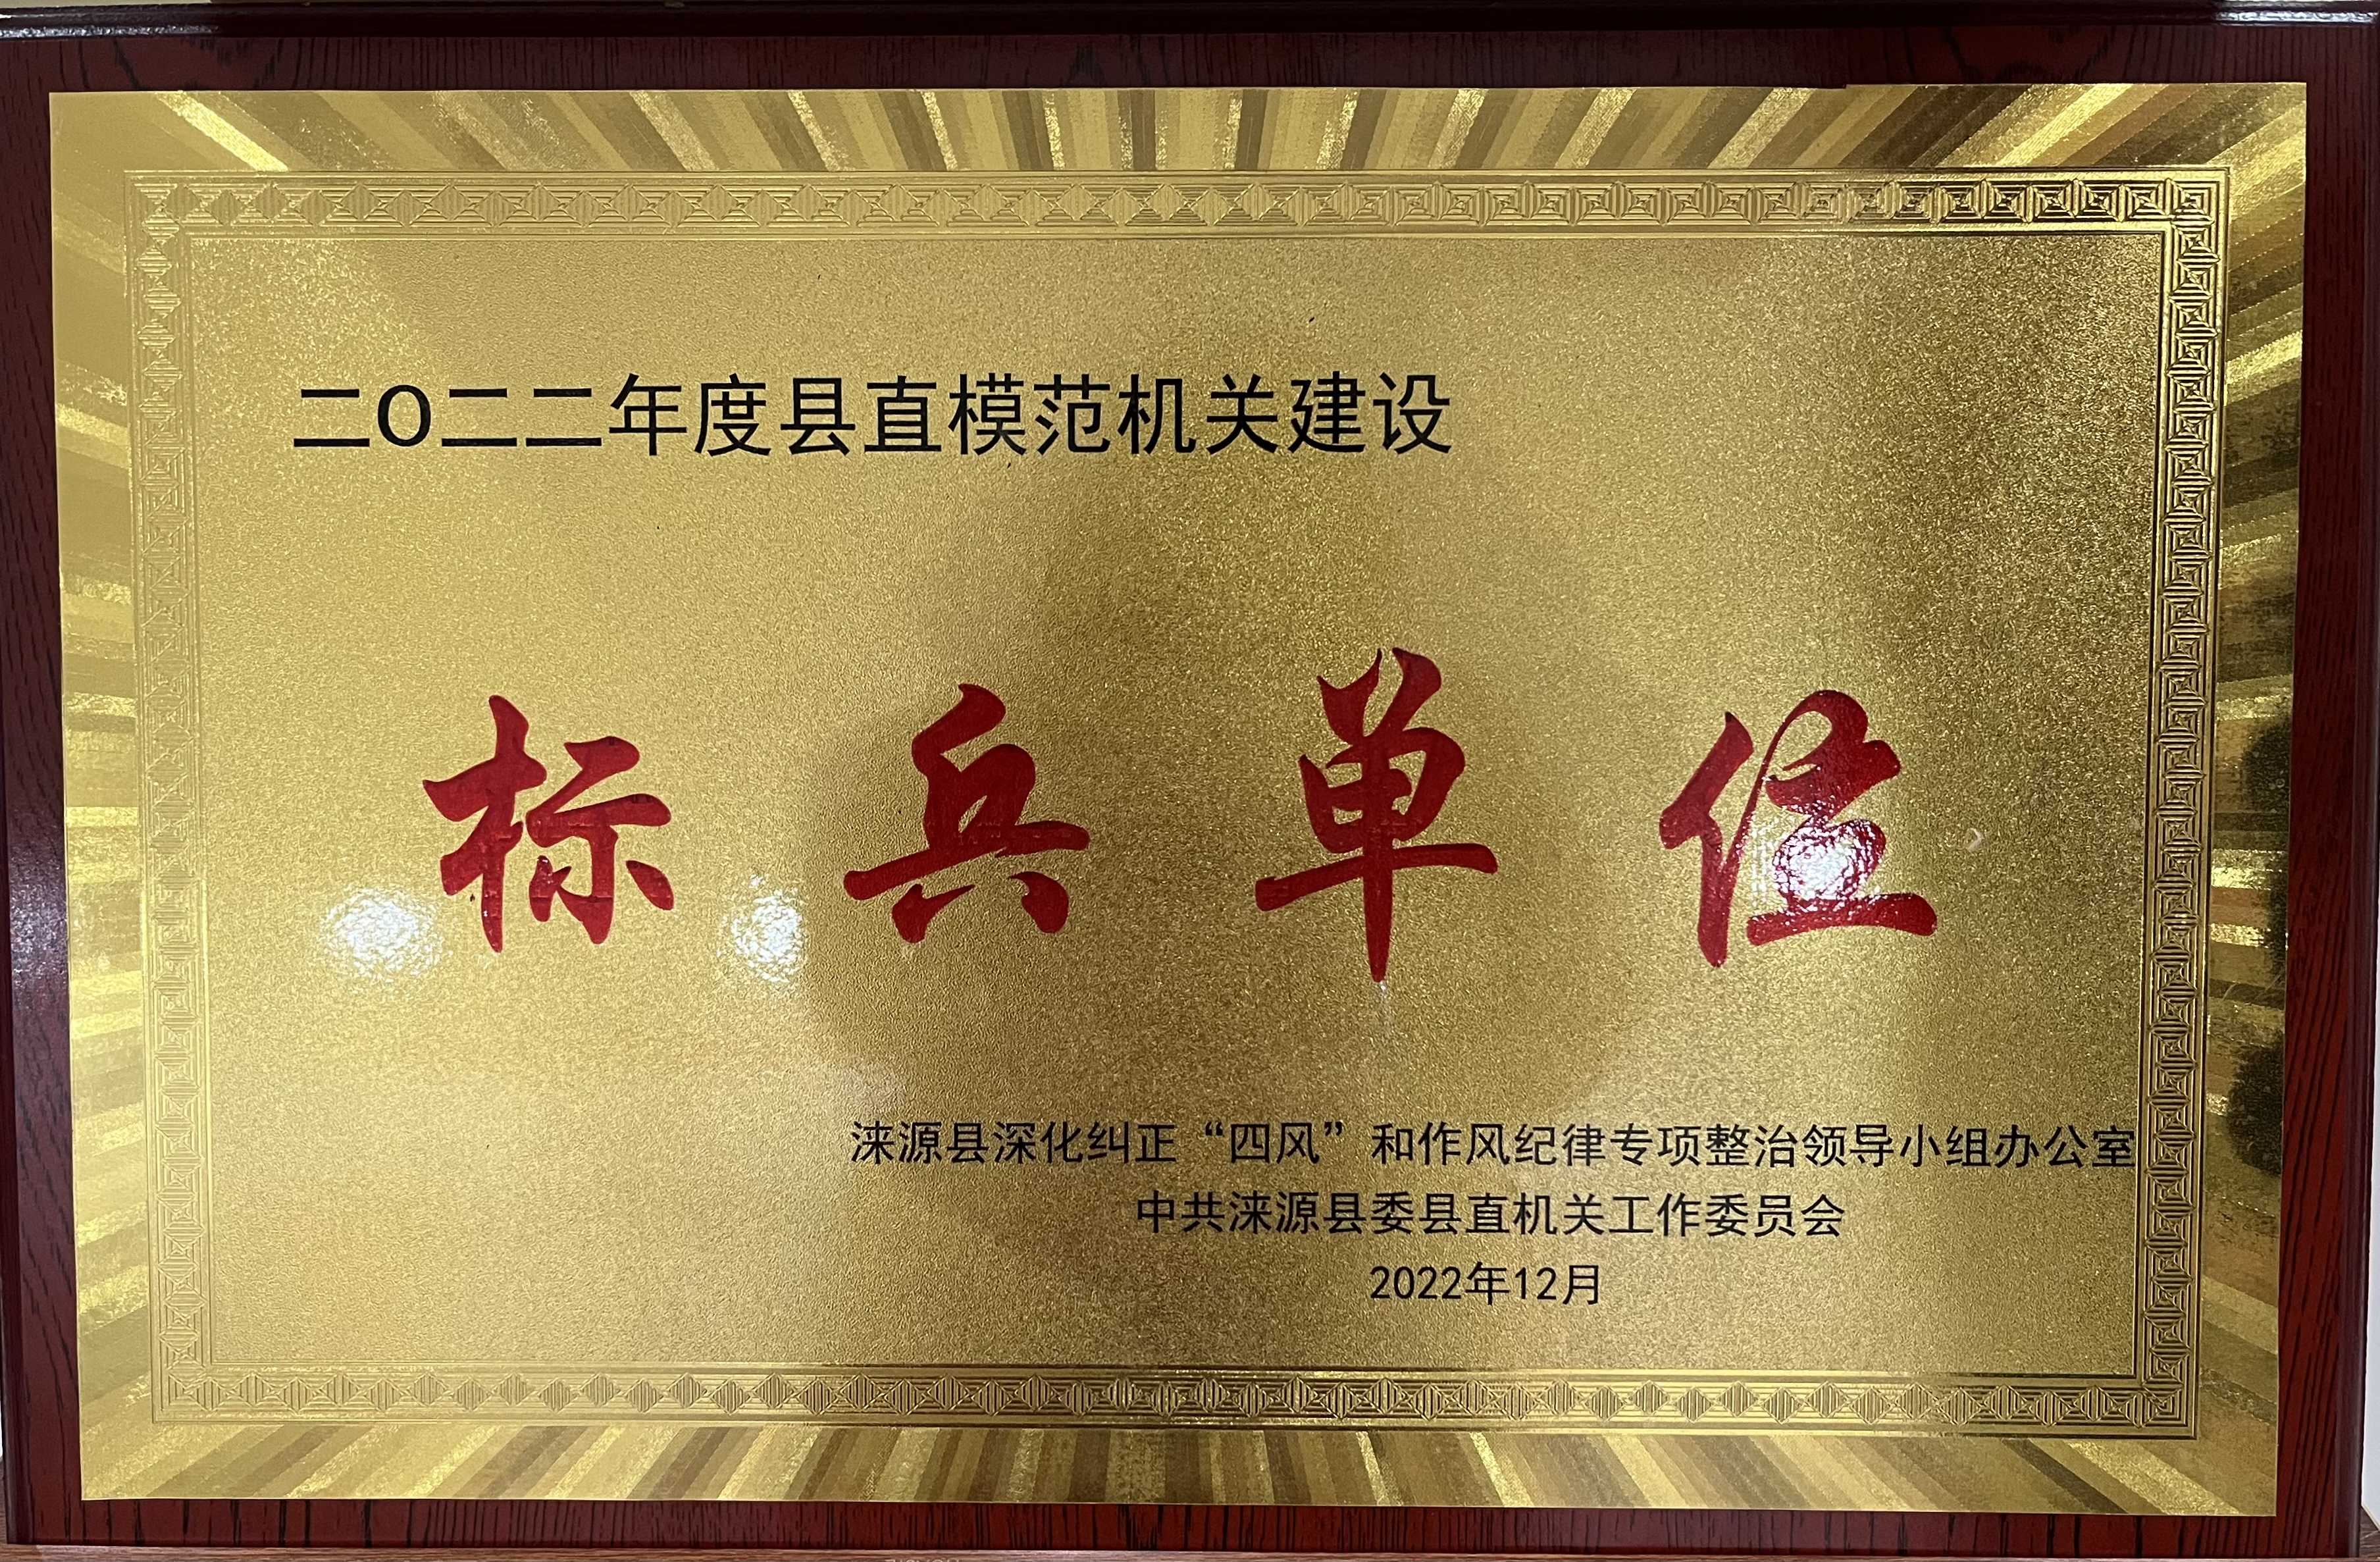 二O二二年度县直模范机关建设
标兵单位
涞源县深化纠正“四风”和作风纪律专项整治领导小组办公室
中共涞源县委县直机关工作委员会
2022年12月